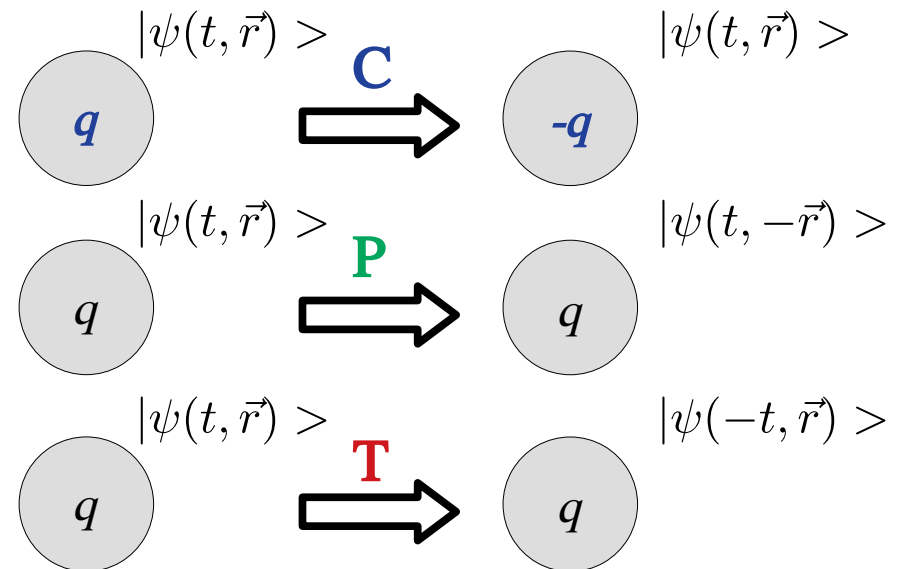 |ψ(t, r⃗) > C |ψ(t, r⃗) >
q -q
|ψ(t, r⃗) > P |ψ(t, −r⃗) >
q q
|ψ(t, r⃗) > T |ψ(−t, r⃗) >
q q